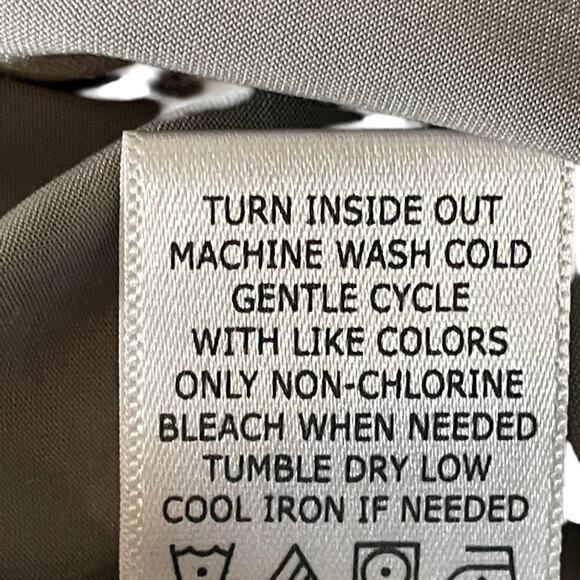 TURN INSIDE OUT
MACHINE WASH COLD
GENTLE CYCLE
WITH LIKE COLORS
ONLY NON-CHLORINE
BLEACH WHEN NEEDED
TUMBLE DRY LOW
COOL IRON IF NEEDED